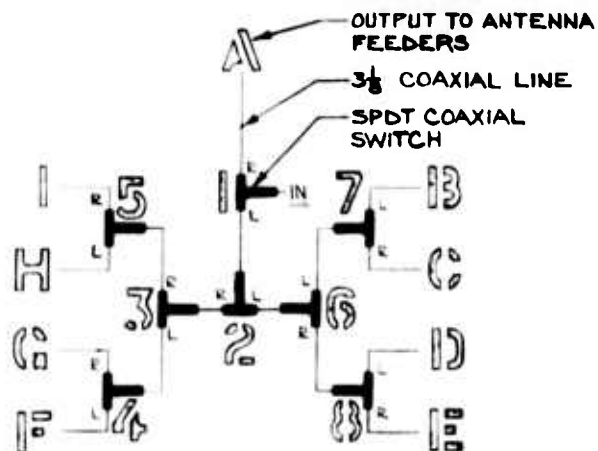 OUTPUT TO ANTENNA
FEEDERS
A
3⅛ COAXIAL LINE
SPDT COAXIAL
SWITCH
R
I 5 1 IN 7 B
R L
L
L R
H C
R R L L
3 2 6
L R
G D
R L
L R
F 4 8 E